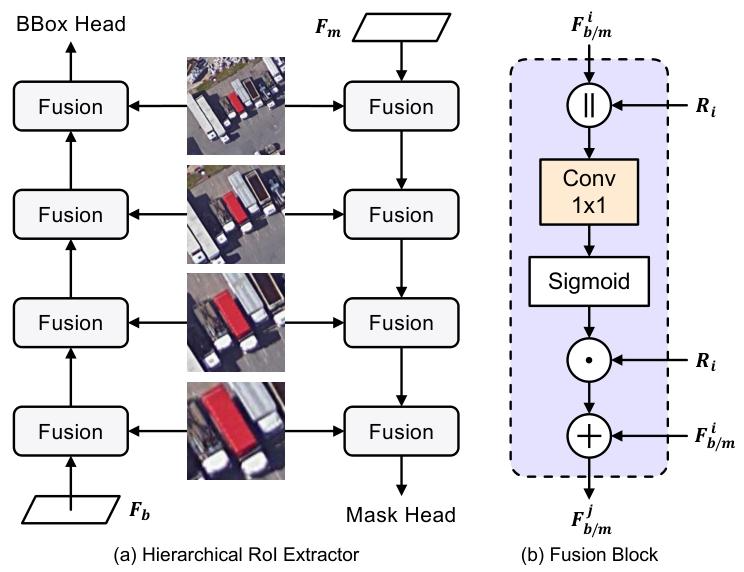 BBox Head
F_m
Fusion
Fusion
Fusion
Fusion
Fusion
Fusion
Fusion
Fusion
F_b
Mask Head
(a) Hierarchical RoI Extractor
F^i_{b/m}
||
R_i
Conv
1x1
Sigmoid
·
R_i
+
F^i_{b/m}
F^j_{b/m}
(b) Fusion Block